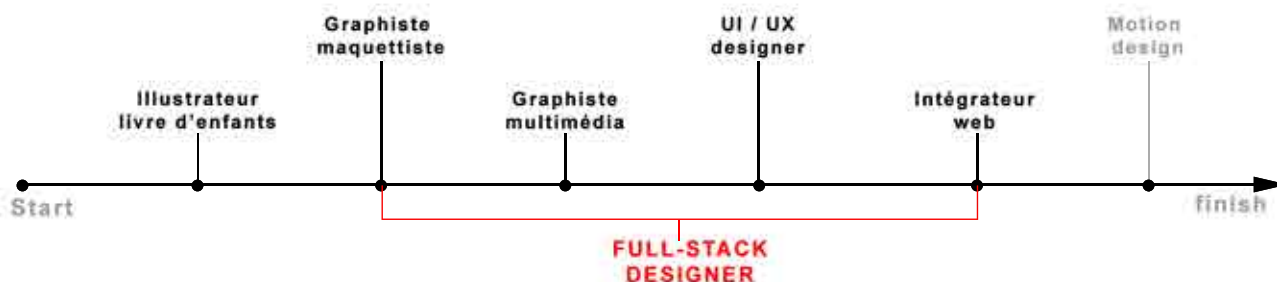 Graphiste
maquettiste
UI / UX
designer
Motion
design
Illustrateur
livre d'enfants
Graphiste
multimédia
Intégrateur
web
Start
finish
FULL-STACK
DESIGNER